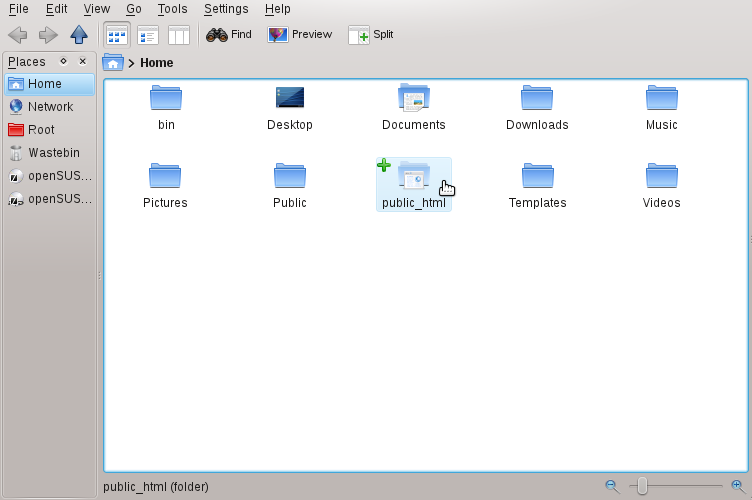 File Edit View Go Tools Settings Help
Find Preview Split
Places
Home
Home
Network
Root
Wastebin
openSUS...
openSUS...
bin Desktop Documents Downloads Music
Pictures Public public_html Templates Videos
public_html (folder)